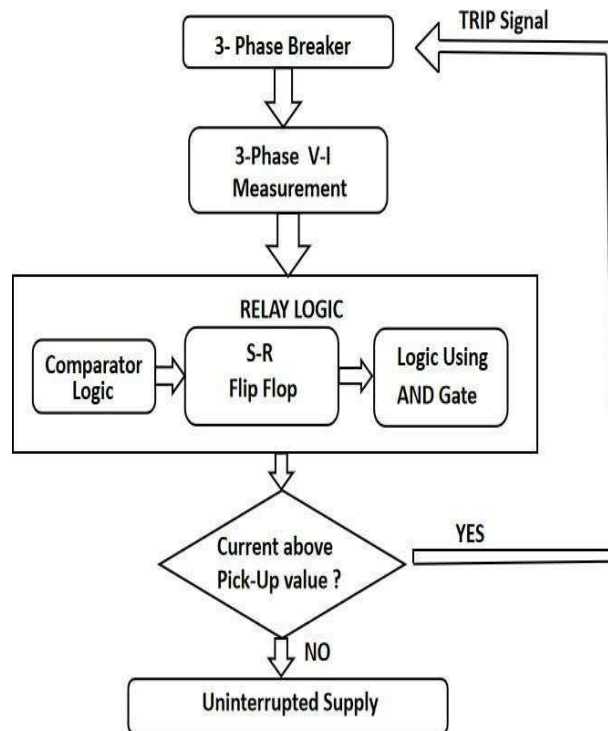 TRIP Signal
3- Phase Breaker
3-Phase V-I
Measurement
RELAY LOGIC
Comparator
Logic
S-R
Flip Flop
Logic Using
AND Gate
Current above
Pick-Up value ?
YES
NO
Uninterrupted Supply